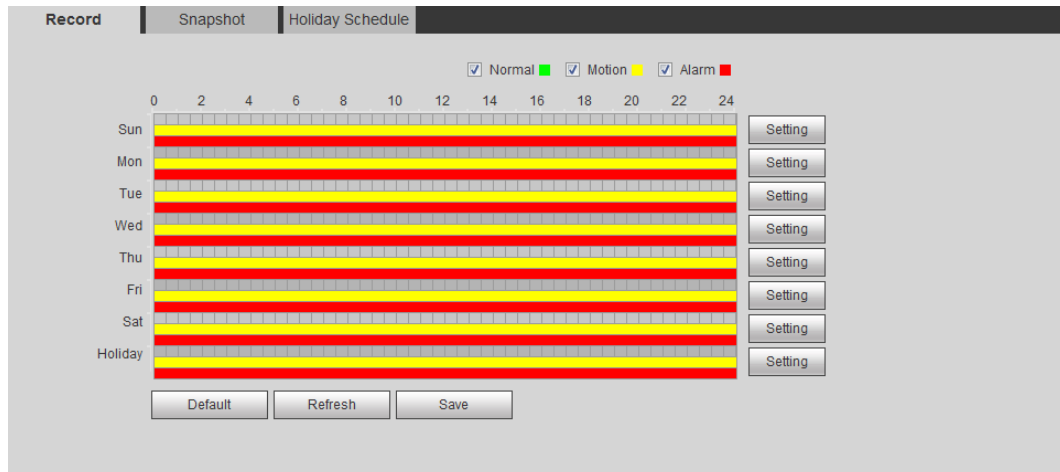 Record Snapshot Holiday Schedule
Normal Motion Alarm
0 2 4 6 8 10 12 14 16 18 20 22 24
Sun Setting
Mon Setting
Tue Setting
Wed Setting
Thu Setting
Fri Setting
Sat Setting
Holiday Setting
Default Refresh Save